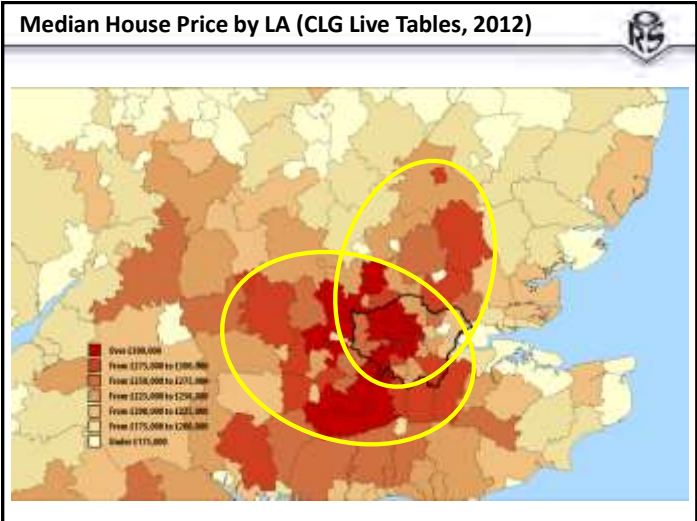 Median House Price by LA (CLG Live Tables, 2012)
ORS
Over £300,000
From £275,000 to £300,000
From £250,000 to £275,000
From £225,000 to £250,000
From £200,000 to £225,000
From £175,000 to £200,000
Under £175,000